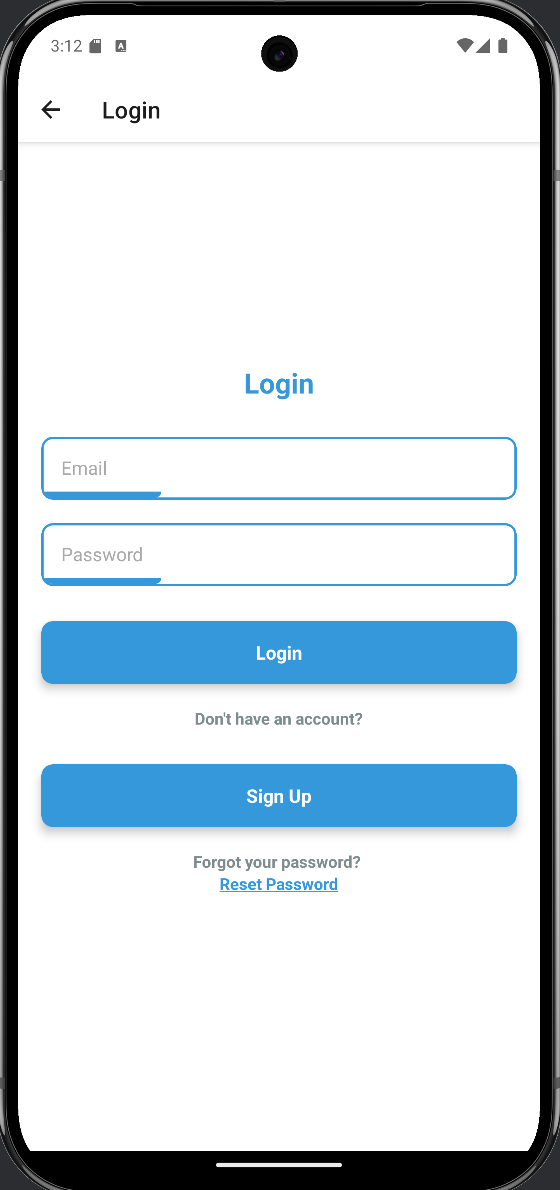 3:12
Login
Login
Email
Password
Login
Don't have an account?
Sign Up
Forgot your password?
Reset Password